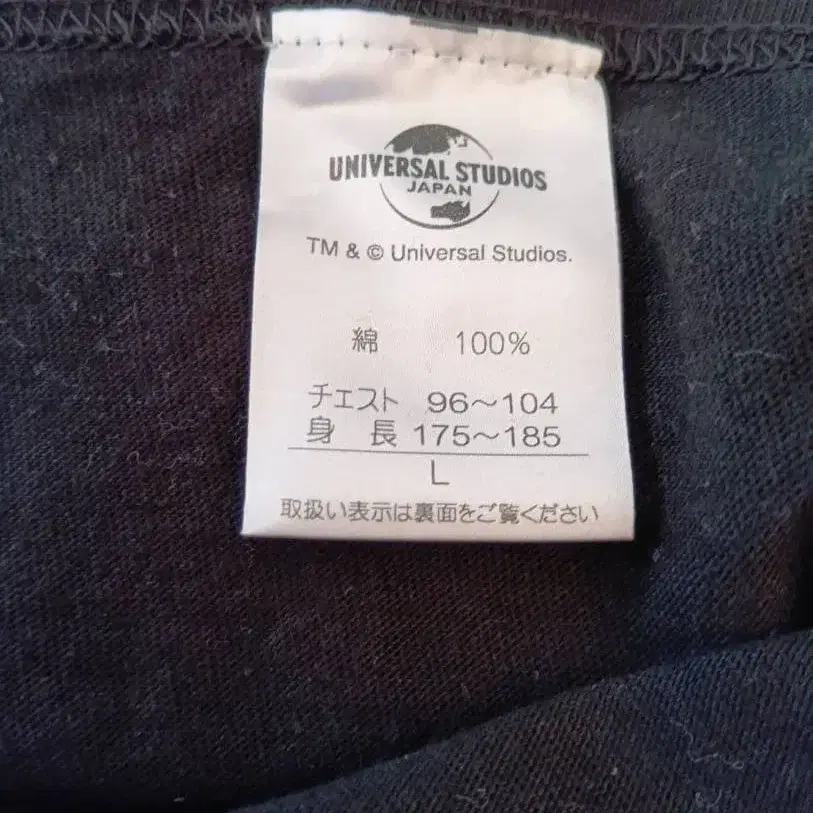 UNIVERSAL STUDIOS
JAPAN
TM & © Universal Studios.
綿 100%
チェスト 96～104
身 長 175～185
L
取扱い表示は裏面をご覧ください